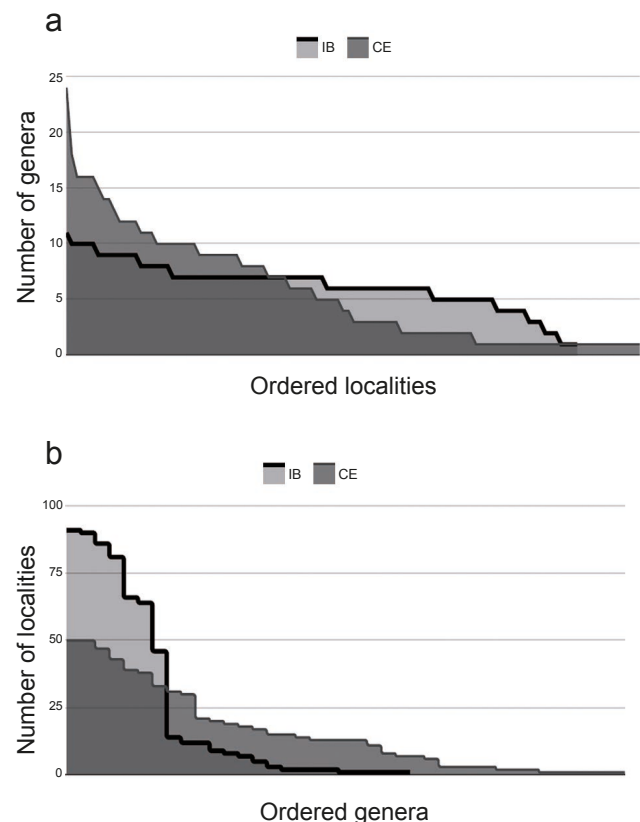 a
IB CE
25
20
15
10
5
0
Number of genera
Ordered localities
b
IB CE
100
75
50
25
0
Number of localities
Ordered genera